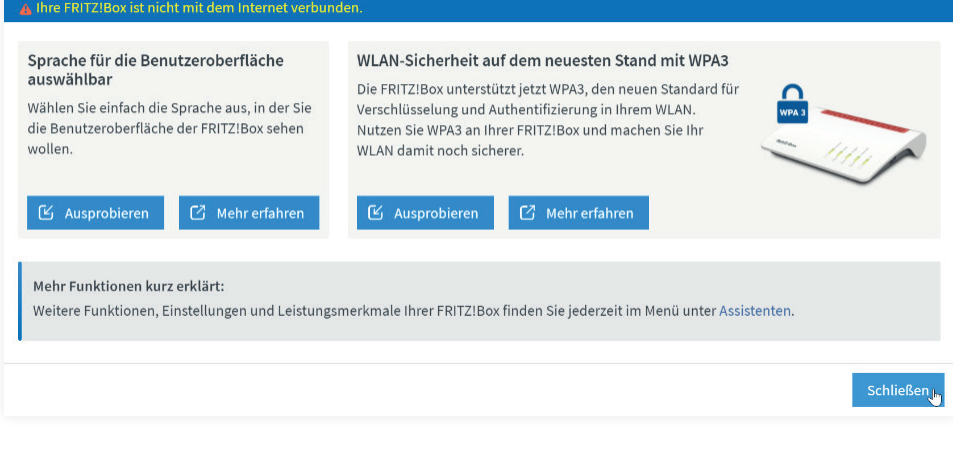 Ihre FRITZ!Box ist nicht mit dem Internet verbunden.
Sprache für die Benutzeroberfläche
auswählbar
Wählen Sie einfach die Sprache aus, in der Sie
die Benutzeroberfläche der FRITZ!Box sehen
wollen.
Ausprobieren
Mehr erfahren
WLAN-Sicherheit auf dem neuesten Stand mit WPA3
Die FRITZ!Box unterstützt jetzt WPA3, den neuen Standard für
Verschlüsselung und Authentifizierung in Ihrem WLAN.
Nutzen Sie WPA3 an Ihrer FRITZ!Box und machen Sie Ihr
WLAN damit noch sicherer.
WPA 3
Ausprobieren
Mehr erfahren
Mehr Funktionen kurz erklärt:
Weitere Funktionen, Einstellungen und Leistungsmerkmale Ihrer FRITZ!Box finden Sie jederzeit im Menü unter Assistenten.
Schließen